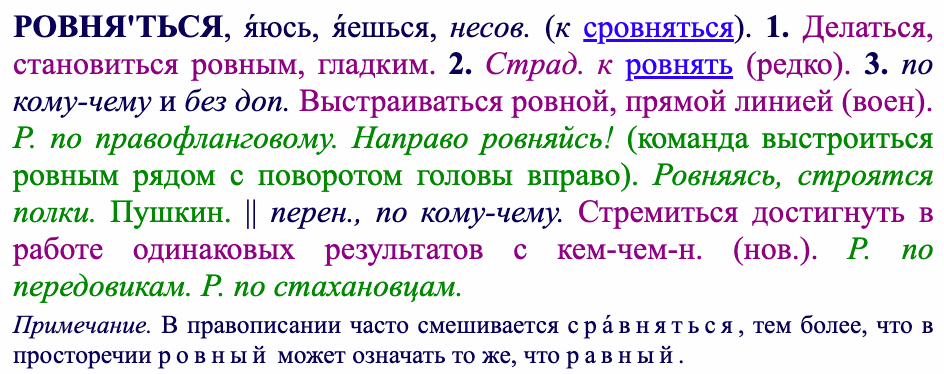 РОВНЯ'ТЬСЯ, я́юсь, я́ешься, несов. (к сровняться). 1. Делаться,
становиться ровным, гладким. 2. Страд. к ровнять (редко). 3. по
кому-чему и без доп. Выстраиваться ровной, прямой линией (воен).
Р. по правофланговому. Направо ровняйсь! (команда выстроиться
ровным рядом с поворотом головы вправо). Ровняясь, строятся
полки. Пушкин. || перен., по кому-чему. Стремиться достигнуть в
работе одинаковых результатов с кем-чем-н. (нов.). Р. по
передовикам. Р. по стахановцам.
Примечание. В правописании часто смешивается с р а́ в н я т ь с я , тем более, что в
просторечии р о в н ы й может означать то же, что р а в н ы й .